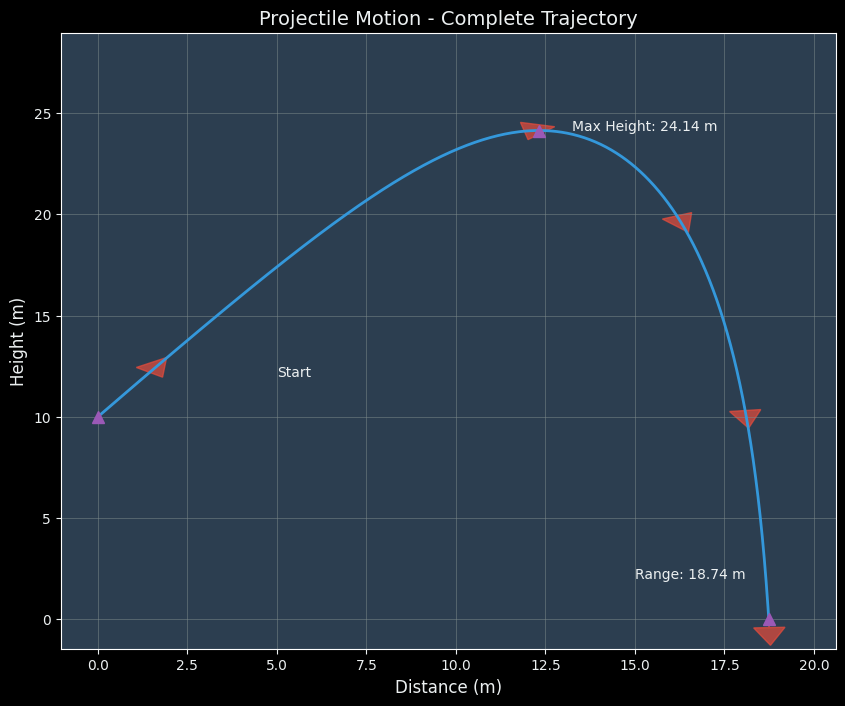 Projectile Motion - Complete Trajectory
Max Height: 24.14 m
Start
Range: 18.74 m
Height (m)
25
20
15
10
5
0
0.0 2.5 5.0 7.5 10.0 12.5 15.0 17.5 20.0
Distance (m)